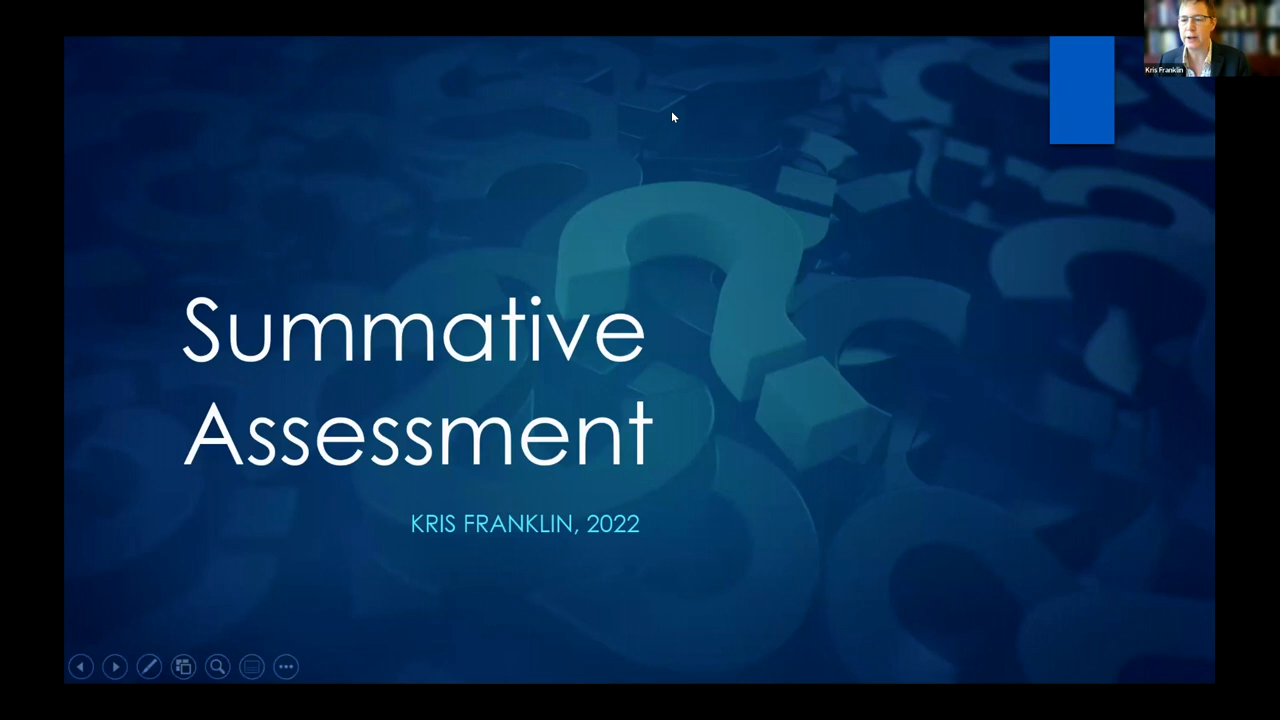 Kris Franklin
Summative
Assessment
KRIS FRANKLIN, 2022